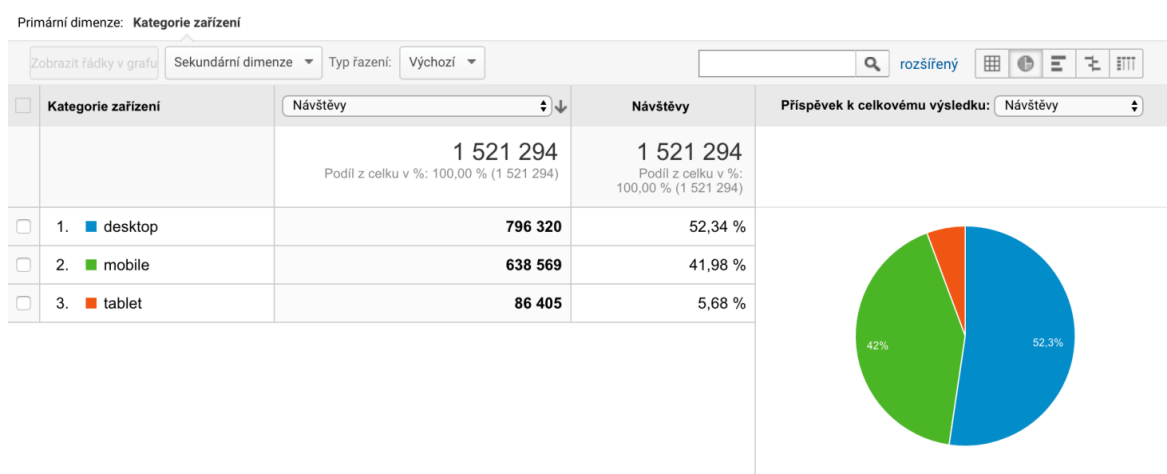 Primární dimenze: Kategorie zařízení
Zobrazit řádky v grafu Sekundární dimenze Typ řazení: Výchozí rozšířený
Kategorie zařízení Návštěvy Návštěvy Příspěvek k celkovému výsledku: Návštěvy
1 521 294 1 521 294
Podíl z celku v %: 100,00 % (1 521 294) Podíl z celku v %:
100,00 % (1 521 294)
1. desktop 796 320 52,34 %
2. mobile 638 569 41,98 %
3. tablet 86 405 5,68 %
42% 52,3%